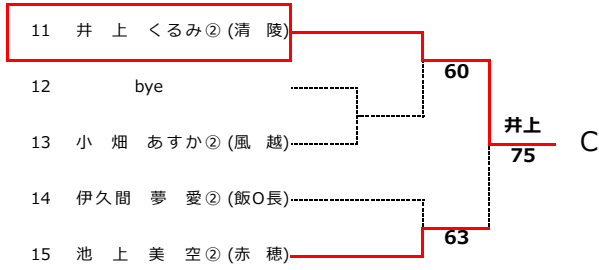 11 井 上 くるみ② (清 陵)
60
12 bye
井上
13 小 畑 あすか② (風 越)
75
C
14 伊久間 夢 愛② (飯O長)
63
15 池 上 美 空② (赤 穂)